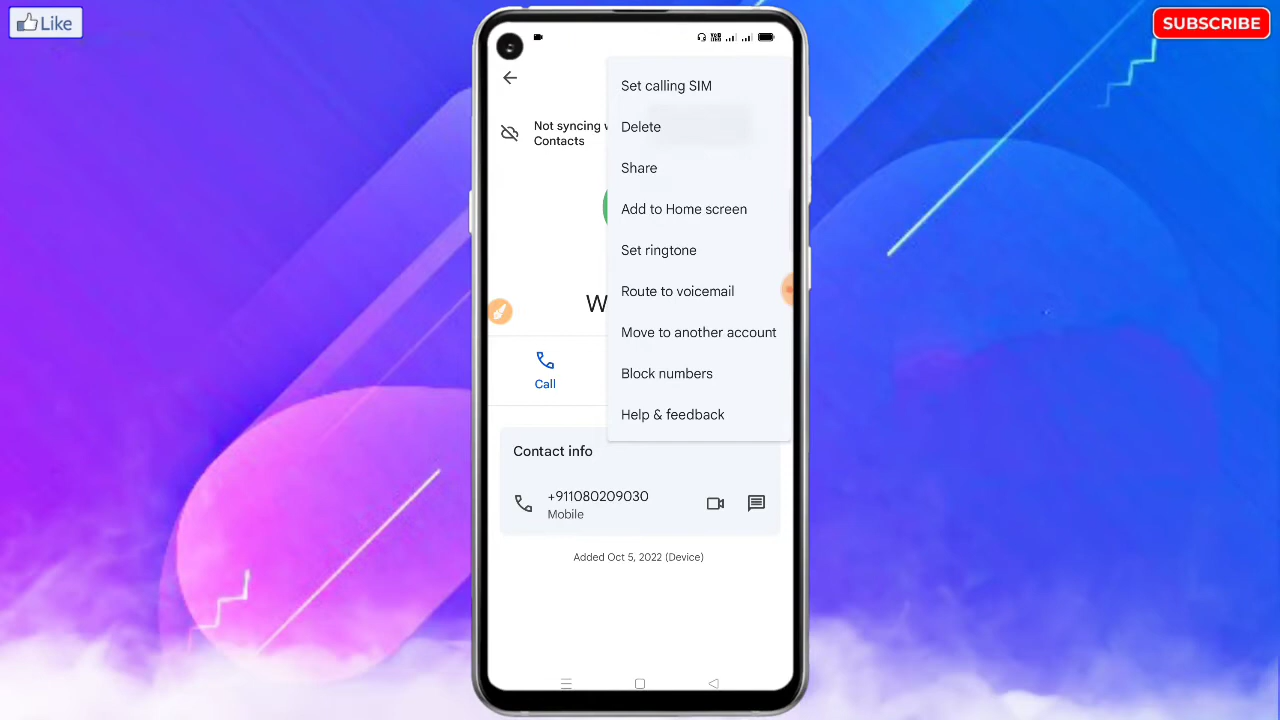 Like
SUBSCRIBE
Set calling SIM
Not syncing
Contacts
Delete
Share
Add to Home screen
Set ringtone
Route to voicemail
W
Move to another account
Call
Block numbers
Help & feedback
Contact info
+911080209030
Mobile
Added Oct 5, 2022 (Device)